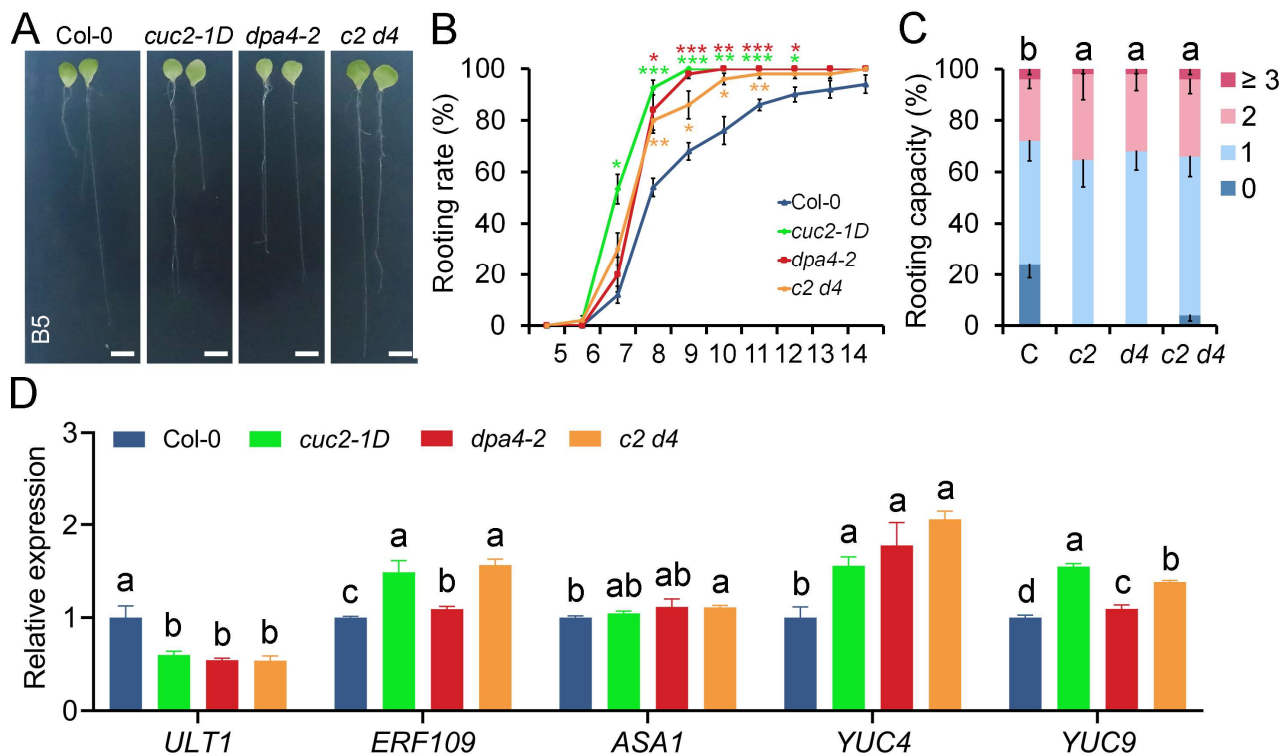 A
Col-0 cuc2-1D dpa4-2 c2 d4
B5
B
Rooting rate (%)
100
80
60
40
20
0
* *** ** *** *
*** *** ** *** *
* ** * * **
Col-0
cuc2-1D
dpa4-2
c2 d4
5 6 7 8 9 10 11 12 13 14
C
Rooting capacity (%)
b a a a
100
80
60
40
20
0
≥ 3
2
1
0
C c2 d4 c2 d4
D
Relative expression
Col-0 cuc2-1D dpa4-2 c2 d4
3
2
1
0
a b b b
c a b a
b ab ab a
b a a a
d a c b
ULT1 ERF109 ASA1 YUC4 YUC9